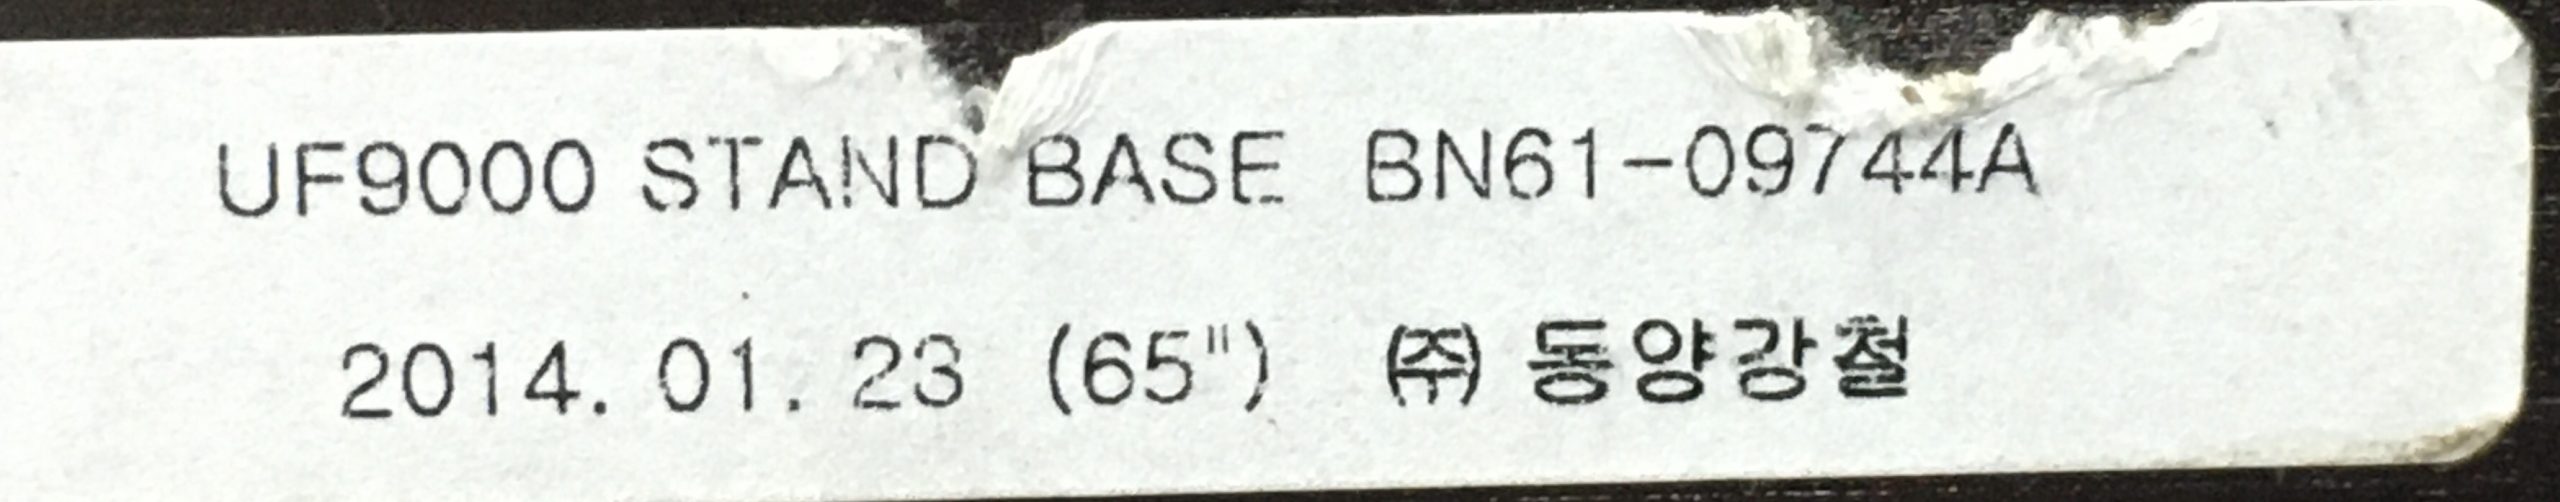 UF9000 STAND BASE BN61-09744A
2014. 01. 23 (65") ㈜ 동양강철